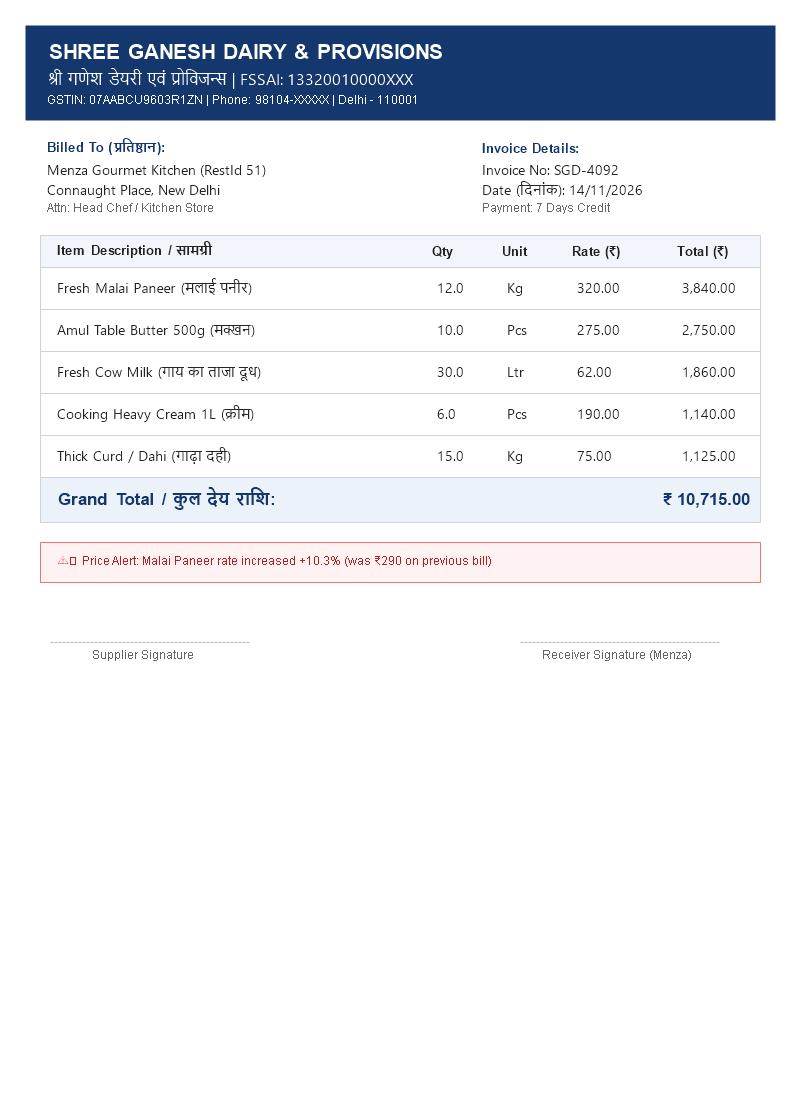 SHREE GANESH DAIRY & PROVISIONS
श्री गणेश डेयरी एवं प्रोविजन्स | FSSAI: 13320010000XXX
GSTIN: 07AABCU9603R1ZN | Phone: 98104-XXXXX | Delhi - 110001
Billed To (प्रतिष्ठान):
Menza Gourmet Kitchen (RestId 51)
Connaught Place, New Delhi
Attn: Head Chef / Kitchen Store
Invoice Details:
Invoice No: SGD-4092
Date (दिनांक): 14/11/2026
Payment: 7 Days Credit
Item Description / सामग्री Qty Unit Rate (₹) Total (₹)
Fresh Malai Paneer (मलाई पनीर) 12.0 Kg 320.00 3,840.00
Amul Table Butter 500g (मक्खन) 10.0 Pcs 275.00 2,750.00
Fresh Cow Milk (गाय का ताजा दूध) 30.0 Ltr 62.00 1,860.00
Cooking Heavy Cream 1L (क्रीम) 6.0 Pcs 190.00 1,140.00
Thick Curd / Dahi (गाढ़ा दही) 15.0 Kg 75.00 1,125.00
Grand Total / कुल देय राशि: ₹ 10,715.00
⚠ Price Alert: Malai Paneer rate increased +10.3% (was ₹290 on previous bill)
Supplier Signature
Receiver Signature (Menza)